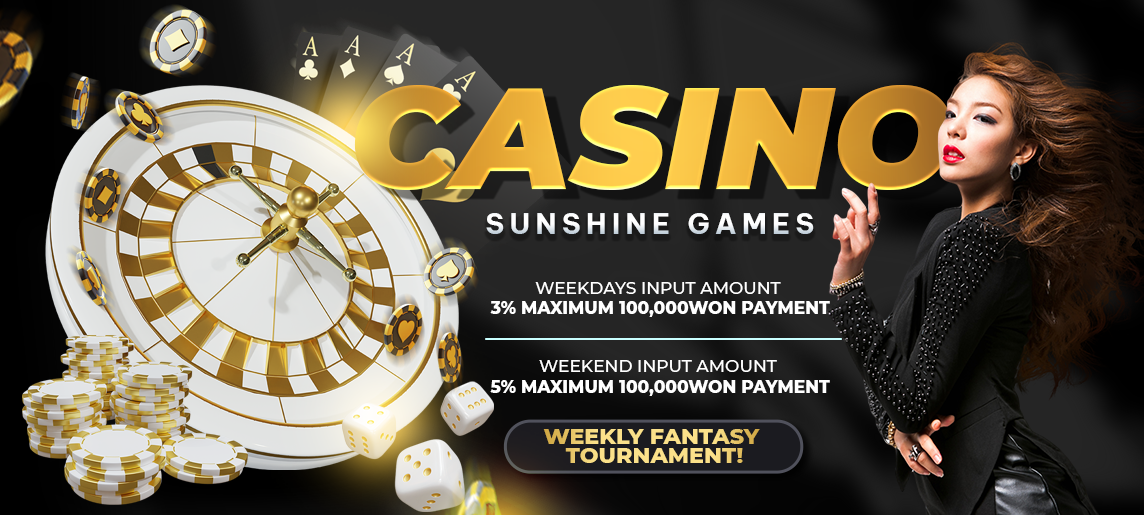 A
A
A
A
CASINO
SUNSHINE GAMES
WEEKDAYS INPUT AMOUNT
3% MAXIMUM 100,000WON PAYMENT
WEEKEND INPUT AMOUNT
5% MAXIMUM 100,000WON PAYMENT
WEEKLY FANTASY
TOURNAMENT!